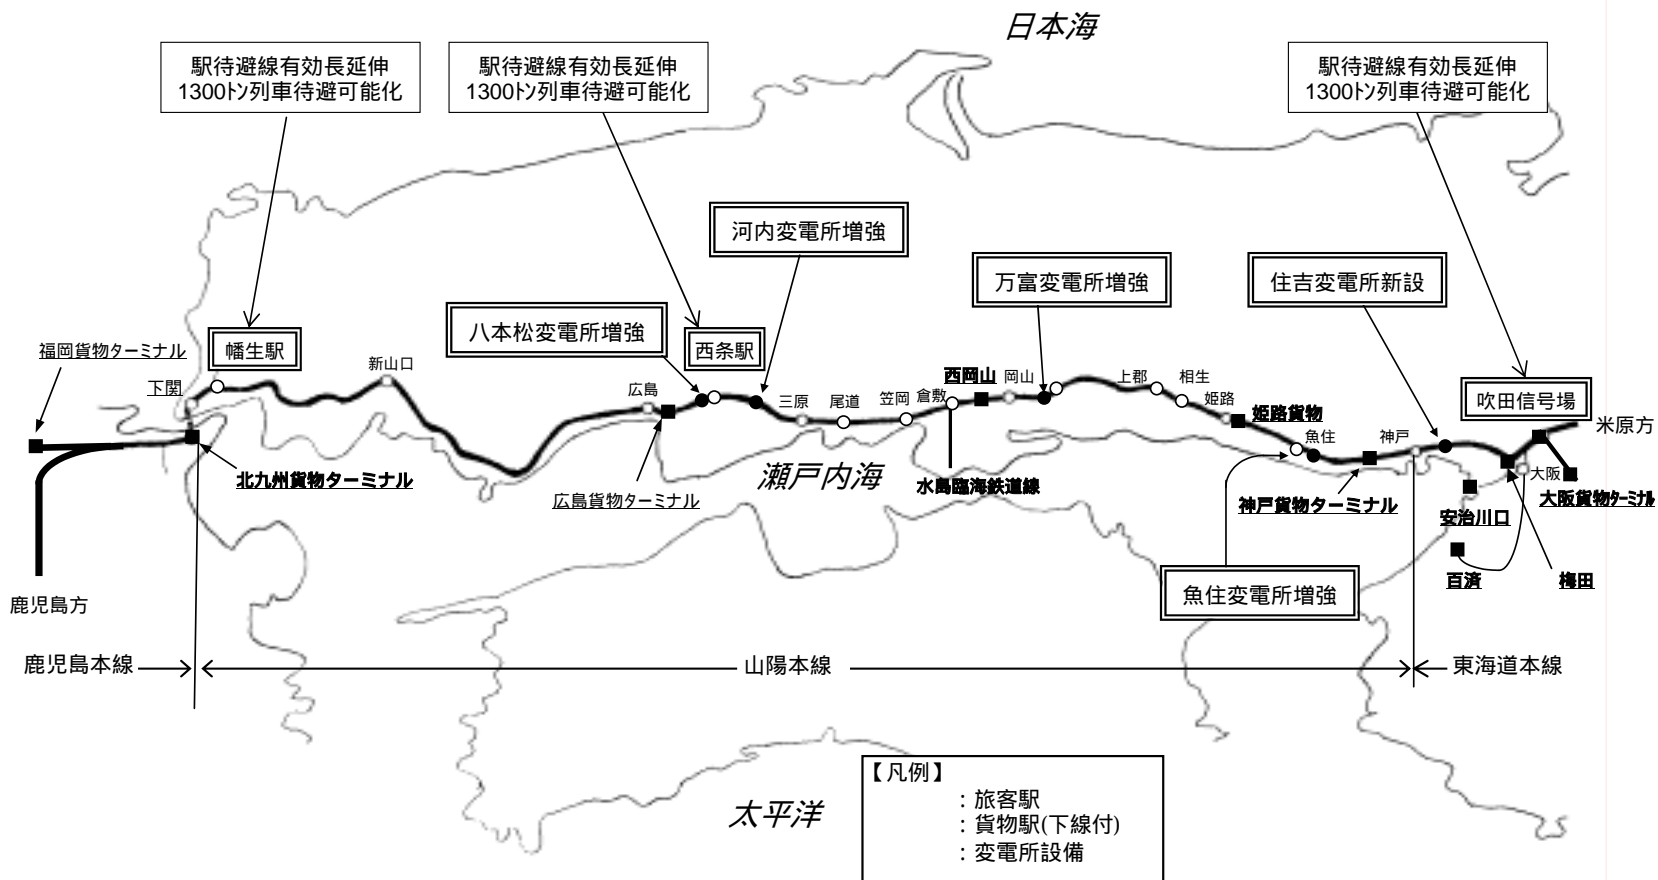 日本海
駅待避線有効長延伸
1300トン列車待避可能化
駅待避線有効長延伸
1300トン列車待避可能化
駅待避線有効長延伸
1300トン列車待避可能化
河内変電所増強
万富変電所増強
住吉変電所新設
八本松変電所増強
幡生駅
西条駅
吹田信号場
福岡貨物ターミナル
下関
新山口
広島
三原
尾道
笠岡
倉敷
西岡山
岡山
上郡
相生
姫路
姫路貨物
魚住
神戸
大阪
米原方
北九州貨物ターミナル
広島貨物ターミナル
瀬戸内海
水島臨海鉄道線
神戸貨物ターミナル
安治川口
大阪貨物ターミナル
百済
梅田
魚住変電所増強
鹿児島方
鹿児島本線
山陽本線
東海道本線
太平洋
【凡例】
：旅客駅
：貨物駅(下線付)
：変電所設備